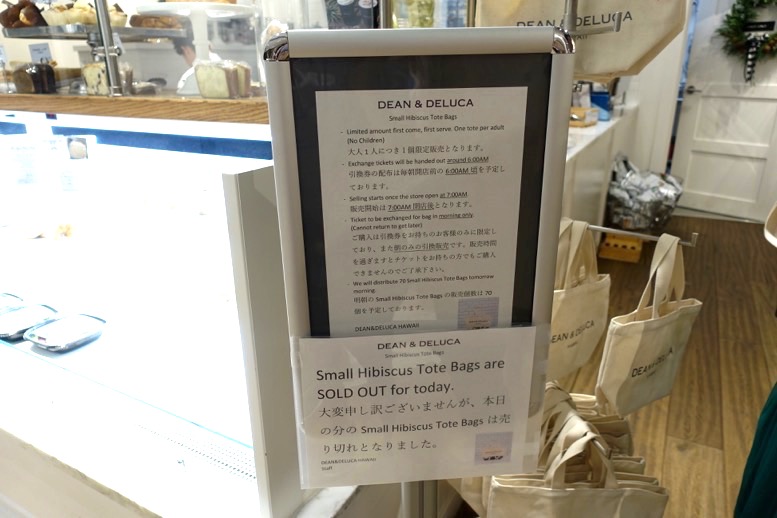 DEAN & DELUCA
DEAN & DELUCA
Small Hibiscus Tote Bags
- Limited amount first come, first serve. One tote per adult
(No Children)
大人1人につき1個限定販売となります。
- Exchange tickets will be handed out around 6:00AM
引換券の配布は毎朝開店前の 6:00AM 頃を予定し
ております。
- Selling starts once the store open at 7:00AM
販売開始は 7:00AM 開店後となります。
- Ticket to be exchanged for bag in morning only.
(Cannot return to get later)
ご購入は引換券をお持ちのお客様のみに限定し
ており、また朝のみの引換販売です。販売時間
を過ぎますとチケットをお持ちの方でもご購入
できませんのでご了承下さい。
- We will distribute 70 Small Hibiscus Tote Bags tomorrow
morning.
明朝の Small Hibiscus Tote Bags の販売個数は 70
個を予定しております。
DEAN&DELUCA HAWAII
DEAN & DELUCA
Small Hibiscus Tote Bags
Small Hibiscus Tote Bags are
SOLD OUT for today.
大変申し訳ございませんが、本日
の分の Small Hibiscus Tote Bags は売
り切れとなりました。
DEAN&DELUCA HAWAII
Staff
DEAN & DELUCA
DEAN & DELUCA